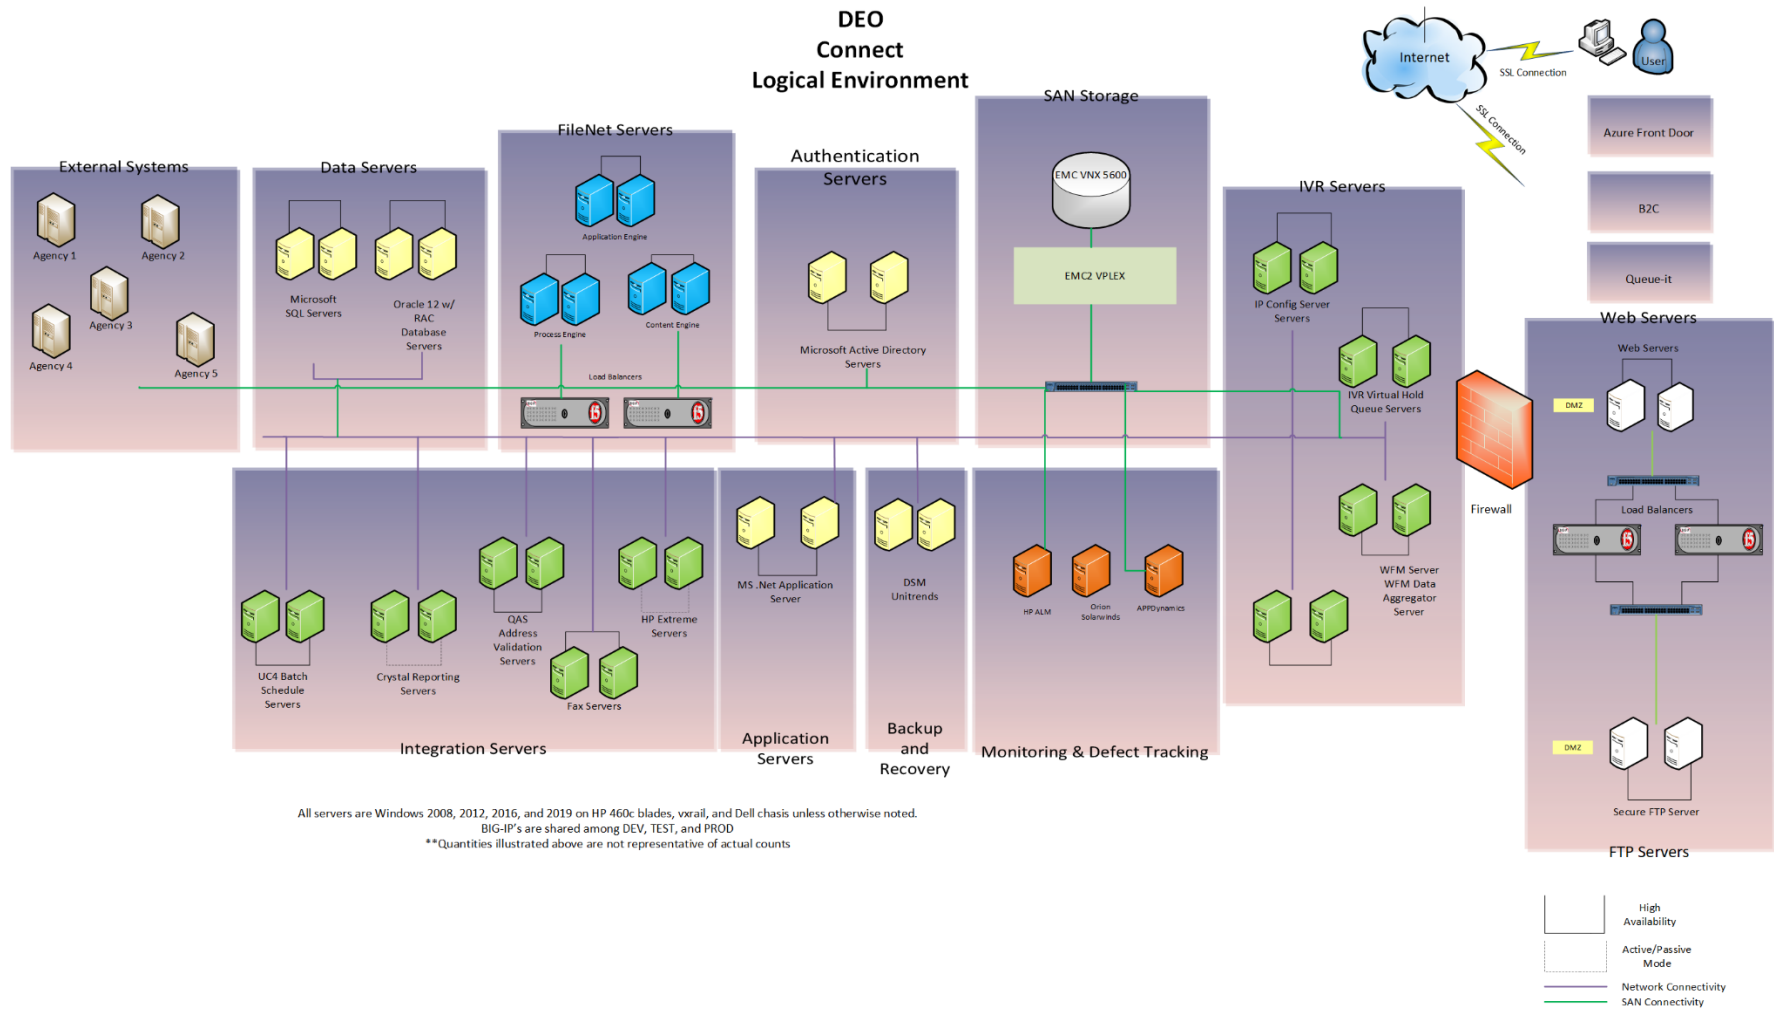 DEO
Connect
Logical Environment
Internet
SSL Connection
User
SSL Connection
Azure Front Door
B2C
Queue-it
External Systems
Agency 1
Agency 2
Agency 3
Agency 4
Agency 5
Data Servers
Microsoft
SQL Servers
Oracle 12 w/
RAC
Database
Servers
FileNet Servers
Application Engine
Process Engine
Content Engine
Load Balancers
Authentication
Servers
Microsoft Active Directory
Servers
SAN Storage
EMC VNX 5600
EMC2 VPLEX
IVR Servers
IP Config Server
Servers
IVR Virtual Hold
Queue Servers
WFM Server
WFM Data
Aggregator
Server
Firewall
Web Servers
Web Servers
DMZ
Load Balancers
DMZ
Secure FTP Server
FTP Servers
UC4 Batch
Schedule
Servers
Crystal Reporting
Servers
QAS
Address
Validation
Servers
Fax Servers
HP Extreme
Servers
Integration Servers
MS .Net Application
Server
Application
Servers
DSM
Unitrends
Backup
and
Recovery
HP ALM
Orion
Solarwinds
APPDynamics
Monitoring & Defect Tracking
All servers are Windows 2008, 2012, 2016, and 2019 on HP 460c blades, vxrail, and Dell chasis unless otherwise noted.
BIG-IP's are shared among DEV, TEST, and PROD
**Quantities illustrated above are not representative of actual counts
High
Availability
Active/Passive
Mode
Network Connectivity
SAN Connectivity